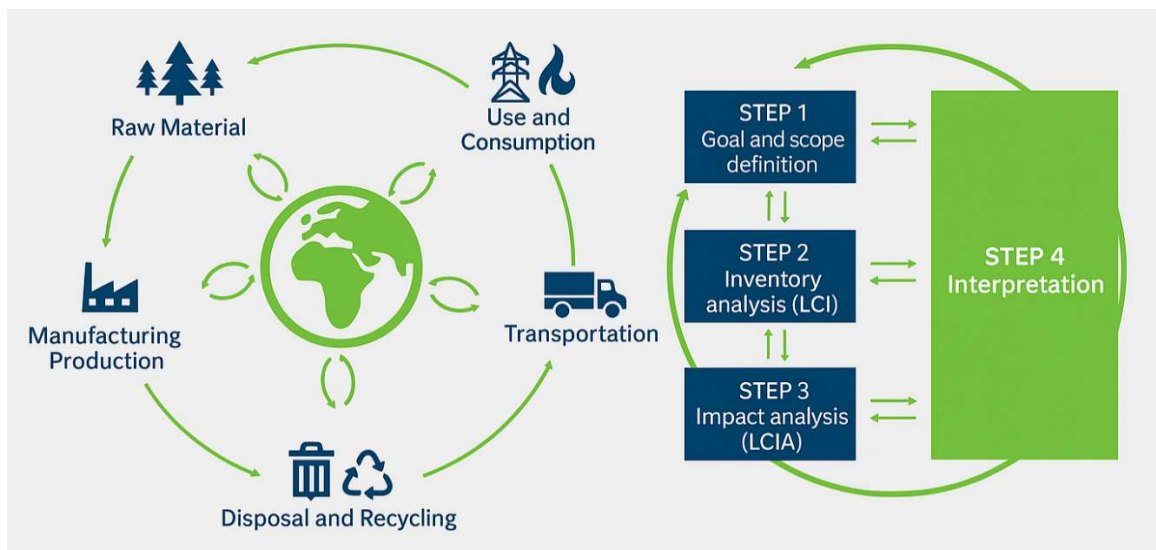 Raw Material
Use and
Consumption
Manufacturing
Production
Transportation
Disposal and Recycling
STEP 1
Goal and scope
definition
STEP 2
Inventory
analysis (LCI)
STEP 3
Impact analysis
(LCIA)
STEP 4
Interpretation